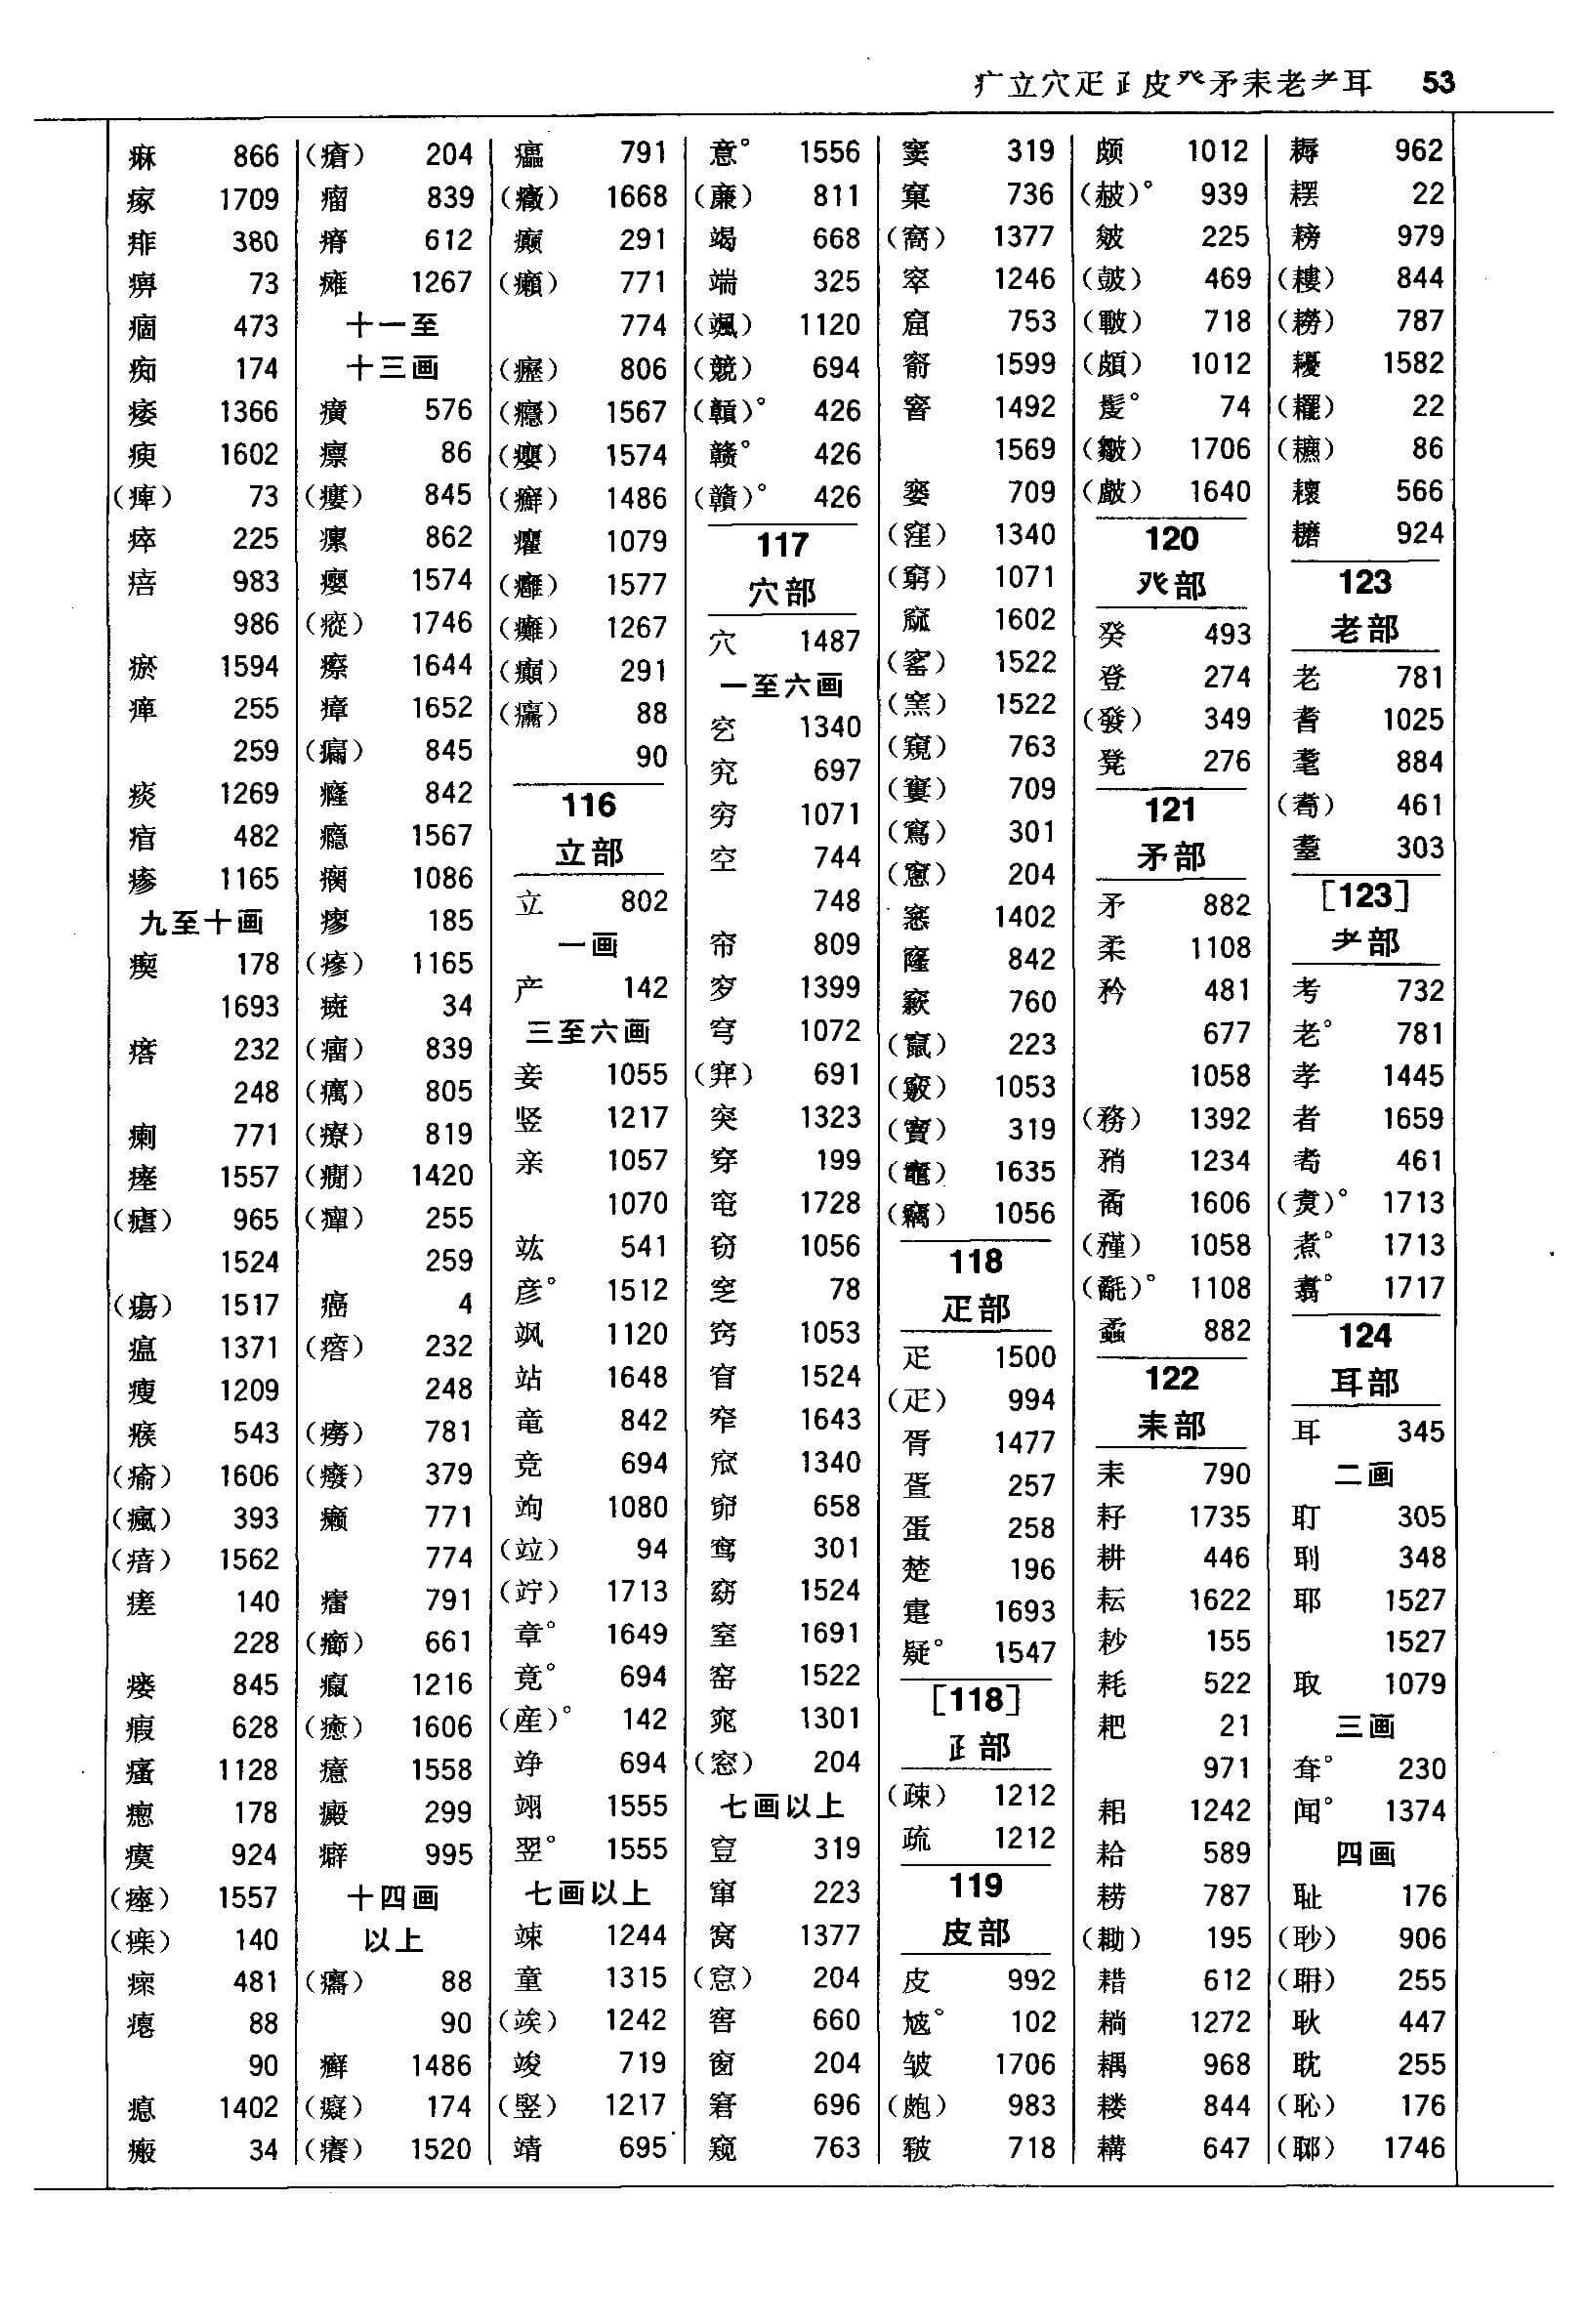 疒立穴疋𤴔皮癶矛耒老耂耳 53
麻 866
瘃 1709
痱 380
痹 73
痼 473
痴 174
痿 1366
瘐 1602
（痺） 73
瘁 225
瘖 983
986
瘀 1594
瘅 255
259
痰 1269
痯 482
瘆 1165
九至十画
瘈 178
1693
瘩 232
248
瘌 771
瘗 1557
（瘧） 965
1524
（瘍） 1517
瘟 1371
瘦 1209
瘊 543
（瘉） 1606
（瘋） 393
（瘖） 1562
瘥 140
228
瘘 845
瘕 628
瘙 1128
瘛 178
瘼 924
（瘞） 1557
（瘵） 140
瘝 481
瘪 88
90
瘜 1402
瘢 34
（瘡） 204
瘤 839
瘠 612
瘫 1267
十一至
十三画
癀 576
瘭 86
（瘻） 845
瘰 862
瘿 1574
（瘲） 1746
瘵 1644
瘴 1652
（瘺） 845
癃 842
瘾 1567
瘸 1086
瘳 185
（瘮） 1165
癍 34
（癅） 839
（癘） 805
（療） 819
（癇） 1420
（癉） 255
259
癌 4
（瘩） 232
248
（癆） 781
（癈） 379
癞 771
774
癗 791
（癤） 661
癙 1216
（癒） 1606
癔 1558
癜 299
癖 995
十四画
以上
（癟） 88
90
癣 1486
（癡） 174
（癢） 1520
癟 791
（癥） 1668
癫 291
（癩） 771
774
（癧） 806
（癮） 1567
（癭） 1574
（癬） 1486
癯 1079
（癰） 1577
（癱） 1267
（癲） 291
（癟） 88
90
116
立部
立 802
一画
产 142
三至六画
妾 1055
竖 1217
亲 1057
1070
竑 541
彦° 1512
飒 1120
站 1648
竜 842
竞 694
竘 1080
（竝） 94
（竚） 1713
章° 1649
竟° 694
（産）° 142
竫 694
翊 1555
翌° 1555
七画以上
竦 1244
童 1315
（竢） 1242
竣 719
（竪） 1217
靖 695
意° 1556
（亷） 811
竭 668
端 325
（颯） 1120
（競） 694
（贑）° 426
赣° 426
（贛）° 426
117
穴部
穴 1487
一至六画
穵 1340
究 697
穷 1071
空 744
748
帘 809
穸 1399
穹 1072
（穽） 691
突 1323
穿 199
窀 1728
窃 1056
窆 78
窍 1053
窅 1524
窄 1643
窊 1340
窌 658
窎 301
窈 1524
窒 1691
窑 1522
窕 1301
（窓） 204
七画以上
窦 319
窜 223
窝 1377
（窗） 204
窖 660
窗 204
窘 696
窥 763
窦 319
窠 736
（窩） 1377
窣 1246
窟 753
窬 1599
窨 1492
1569
窭 709
（窪） 1340
（窮） 1071
窳 1602
（窰） 1522
（窯） 1522
（窺） 763
（窶） 709
（窵） 301
（窻） 204
窸 1402
窿 842
窾 760
（竄） 223
（竅） 1053
（竇） 319
（竈） 1635
（竊） 1056
118
疋部
疋 1500
（疋） 994
胥 1477
疍 257
蛋 258
楚 196
疐 1693
疑° 1547
[118]
𤴔部
（疎） 1212
疏 1212
119
皮部
皮 992
尪° 102
皱 1706
（皰） 983
皲 718
颇 1012
（赧）° 939
皴 225
（鼓） 469
（皸） 718
（頗） 1012
髲° 74
（皺） 1706
（皻） 1640
120
癶部
癸 493
登 274
（發） 349
凳 276
121
矛部
矛 882
柔 1108
矜 481
677
1058
（務） 1392
矟 1234
矞 1606
（䂺） 1058
（氄）° 1108
蟊 882
122
耒部
耒 790
耔 1735
耕 446
耘 1622
耖 155
耗 522
耙 21
971
耜 1242
耠 589
耢 787
（耡） 195
耤 612
耥 1272
耦 968
耧 844
耩 647
耨 962
耀 22
耪 979
（耬） 844
（耮） 787
耰 1582
（䎱） 22
（穮） 86
耲 566
耱 924
123
老部
老 781
耆 1025
耄 884
（耉） 461
耋 303
[123]
耂部
考 732
老° 781
孝 1445
者 1659
耇 461
（煑）° 1713
煮° 1713
翥° 1717
124
耳部
耳 345
二画
耵 305
刵 348
耶 1527
1527
取 1079
三画
耷° 230
闻° 1374
四画
耻 176
（眇） 906
（聃） 255
耿 447
耽 255
（恥） 176
（耶） 1746